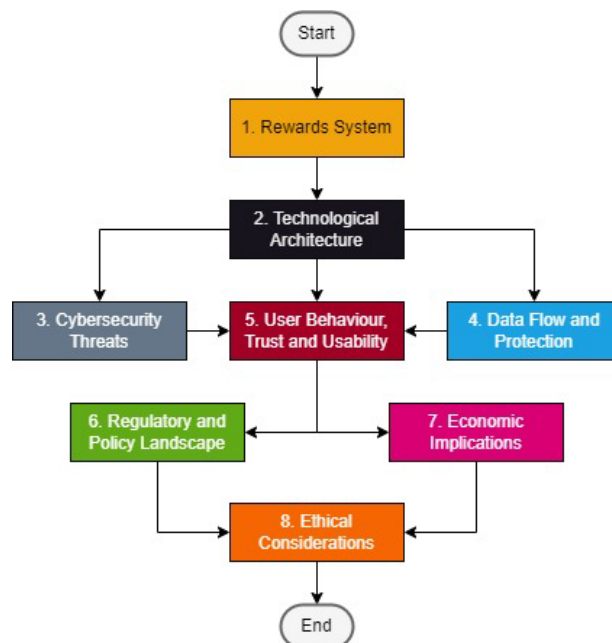 Start
1. Rewards System
2. Technological
Architecture
3. Cybersecurity
Threats
5. User Behaviour,
Trust and Usability
4. Data Flow and
Protection
6. Regulatory and
Policy Landscape
7. Economic
Implications
8. Ethical
Considerations
End